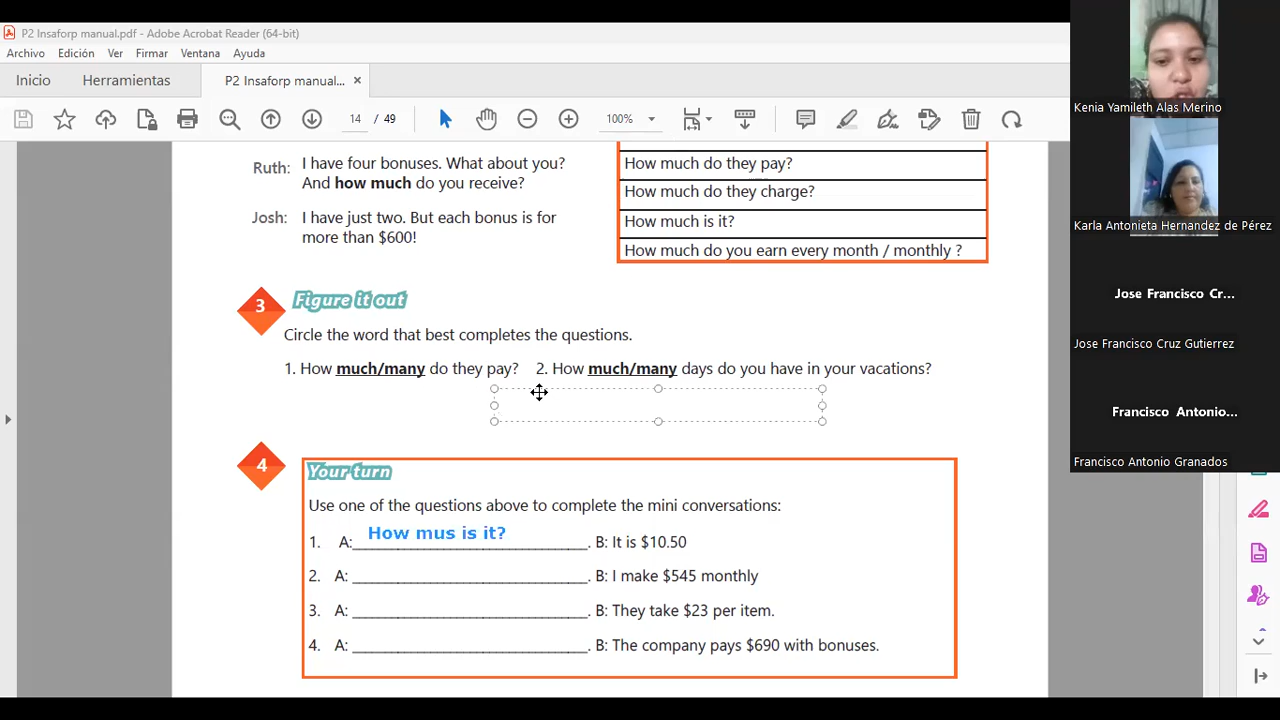 P2 Insaforp manual.pdf - Adobe Acrobat Reader (64-bit)
Archivo Edición Ver Firmar Ventana Ayuda
Inicio Herramientas P2 Insaforp manual... ×
14 / 49 100%
Ruth: I have four bonuses. What about you?
And how much do you receive?
Josh: I have just two. But each bonus is for
more than $600!
How much do they pay?
How much do they charge?
How much is it?
How much do you earn every month / monthly ?
3 Figure it out
Circle the word that best completes the questions.
1. How much/many do they pay? 2. How much/many days do you have in your vacations?
4 Your turn
Use one of the questions above to complete the mini conversations:
How mus is it?
1. A:______________________________. B: It is $10.50
2. A: ______________________________. B: I make $545 monthly
3. A: ______________________________. B: They take $23 per item.
4. A: ______________________________. B: The company pays $690 with bonuses.
Kenia Yamileth Alas Merino
Karla Antonieta Hernandez de Pérez
Jose Francisco Cr...
Jose Francisco Cruz Gutierrez
Francisco Antonio...
Francisco Antonio Granados